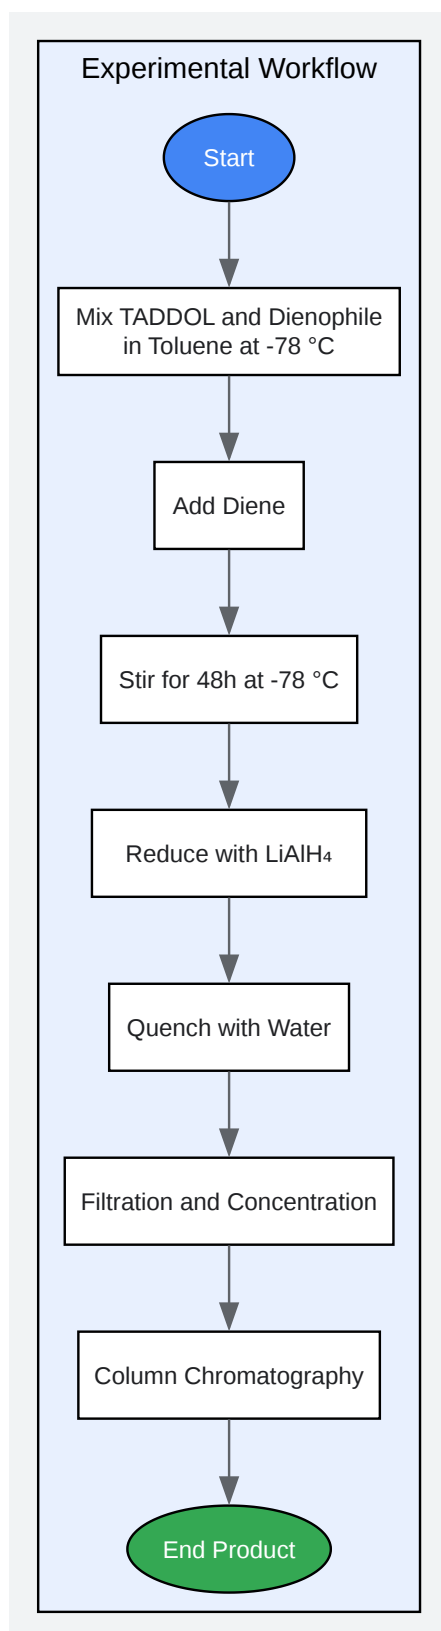 Experimental Workflow
Start
Mix TADDOL and Dienophile
in Toluene at -78 °C
Add Diene
Stir for 48h at -78 °C
Reduce with LiAlH₄
Quench with Water
Filtration and Concentration
Column Chromatography
End Product